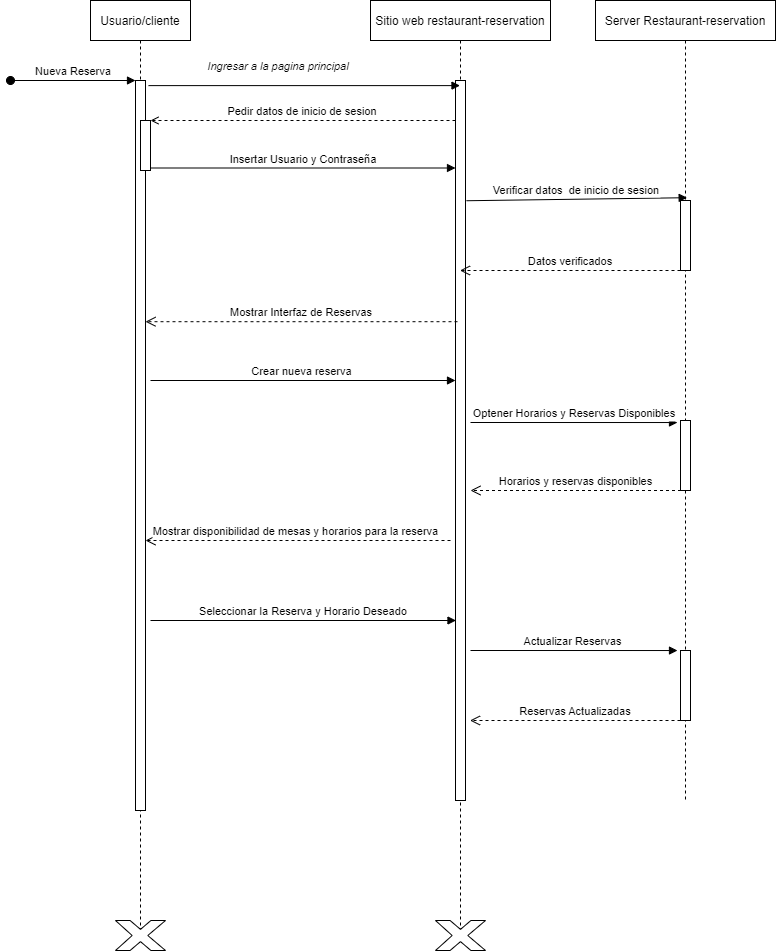 Usuario/cliente
Sitio web restaurant-reservation
Server Restaurant-reservation
Nueva Reserva
Ingresar a la pagina principal
Pedir datos de inicio de sesion
Insertar Usuario y Contraseña
Verificar datos de inicio de sesion
Datos verificados
Mostrar Interfaz de Reservas
Crear nueva reserva
Optener Horarios y Reservas Disponibles
Horarios y reservas disponibles
Mostrar disponibilidad de mesas y horarios para la reserva
Seleccionar la Reserva y Horario Deseado
Actualizar Reservas
Reservas Actualizadas